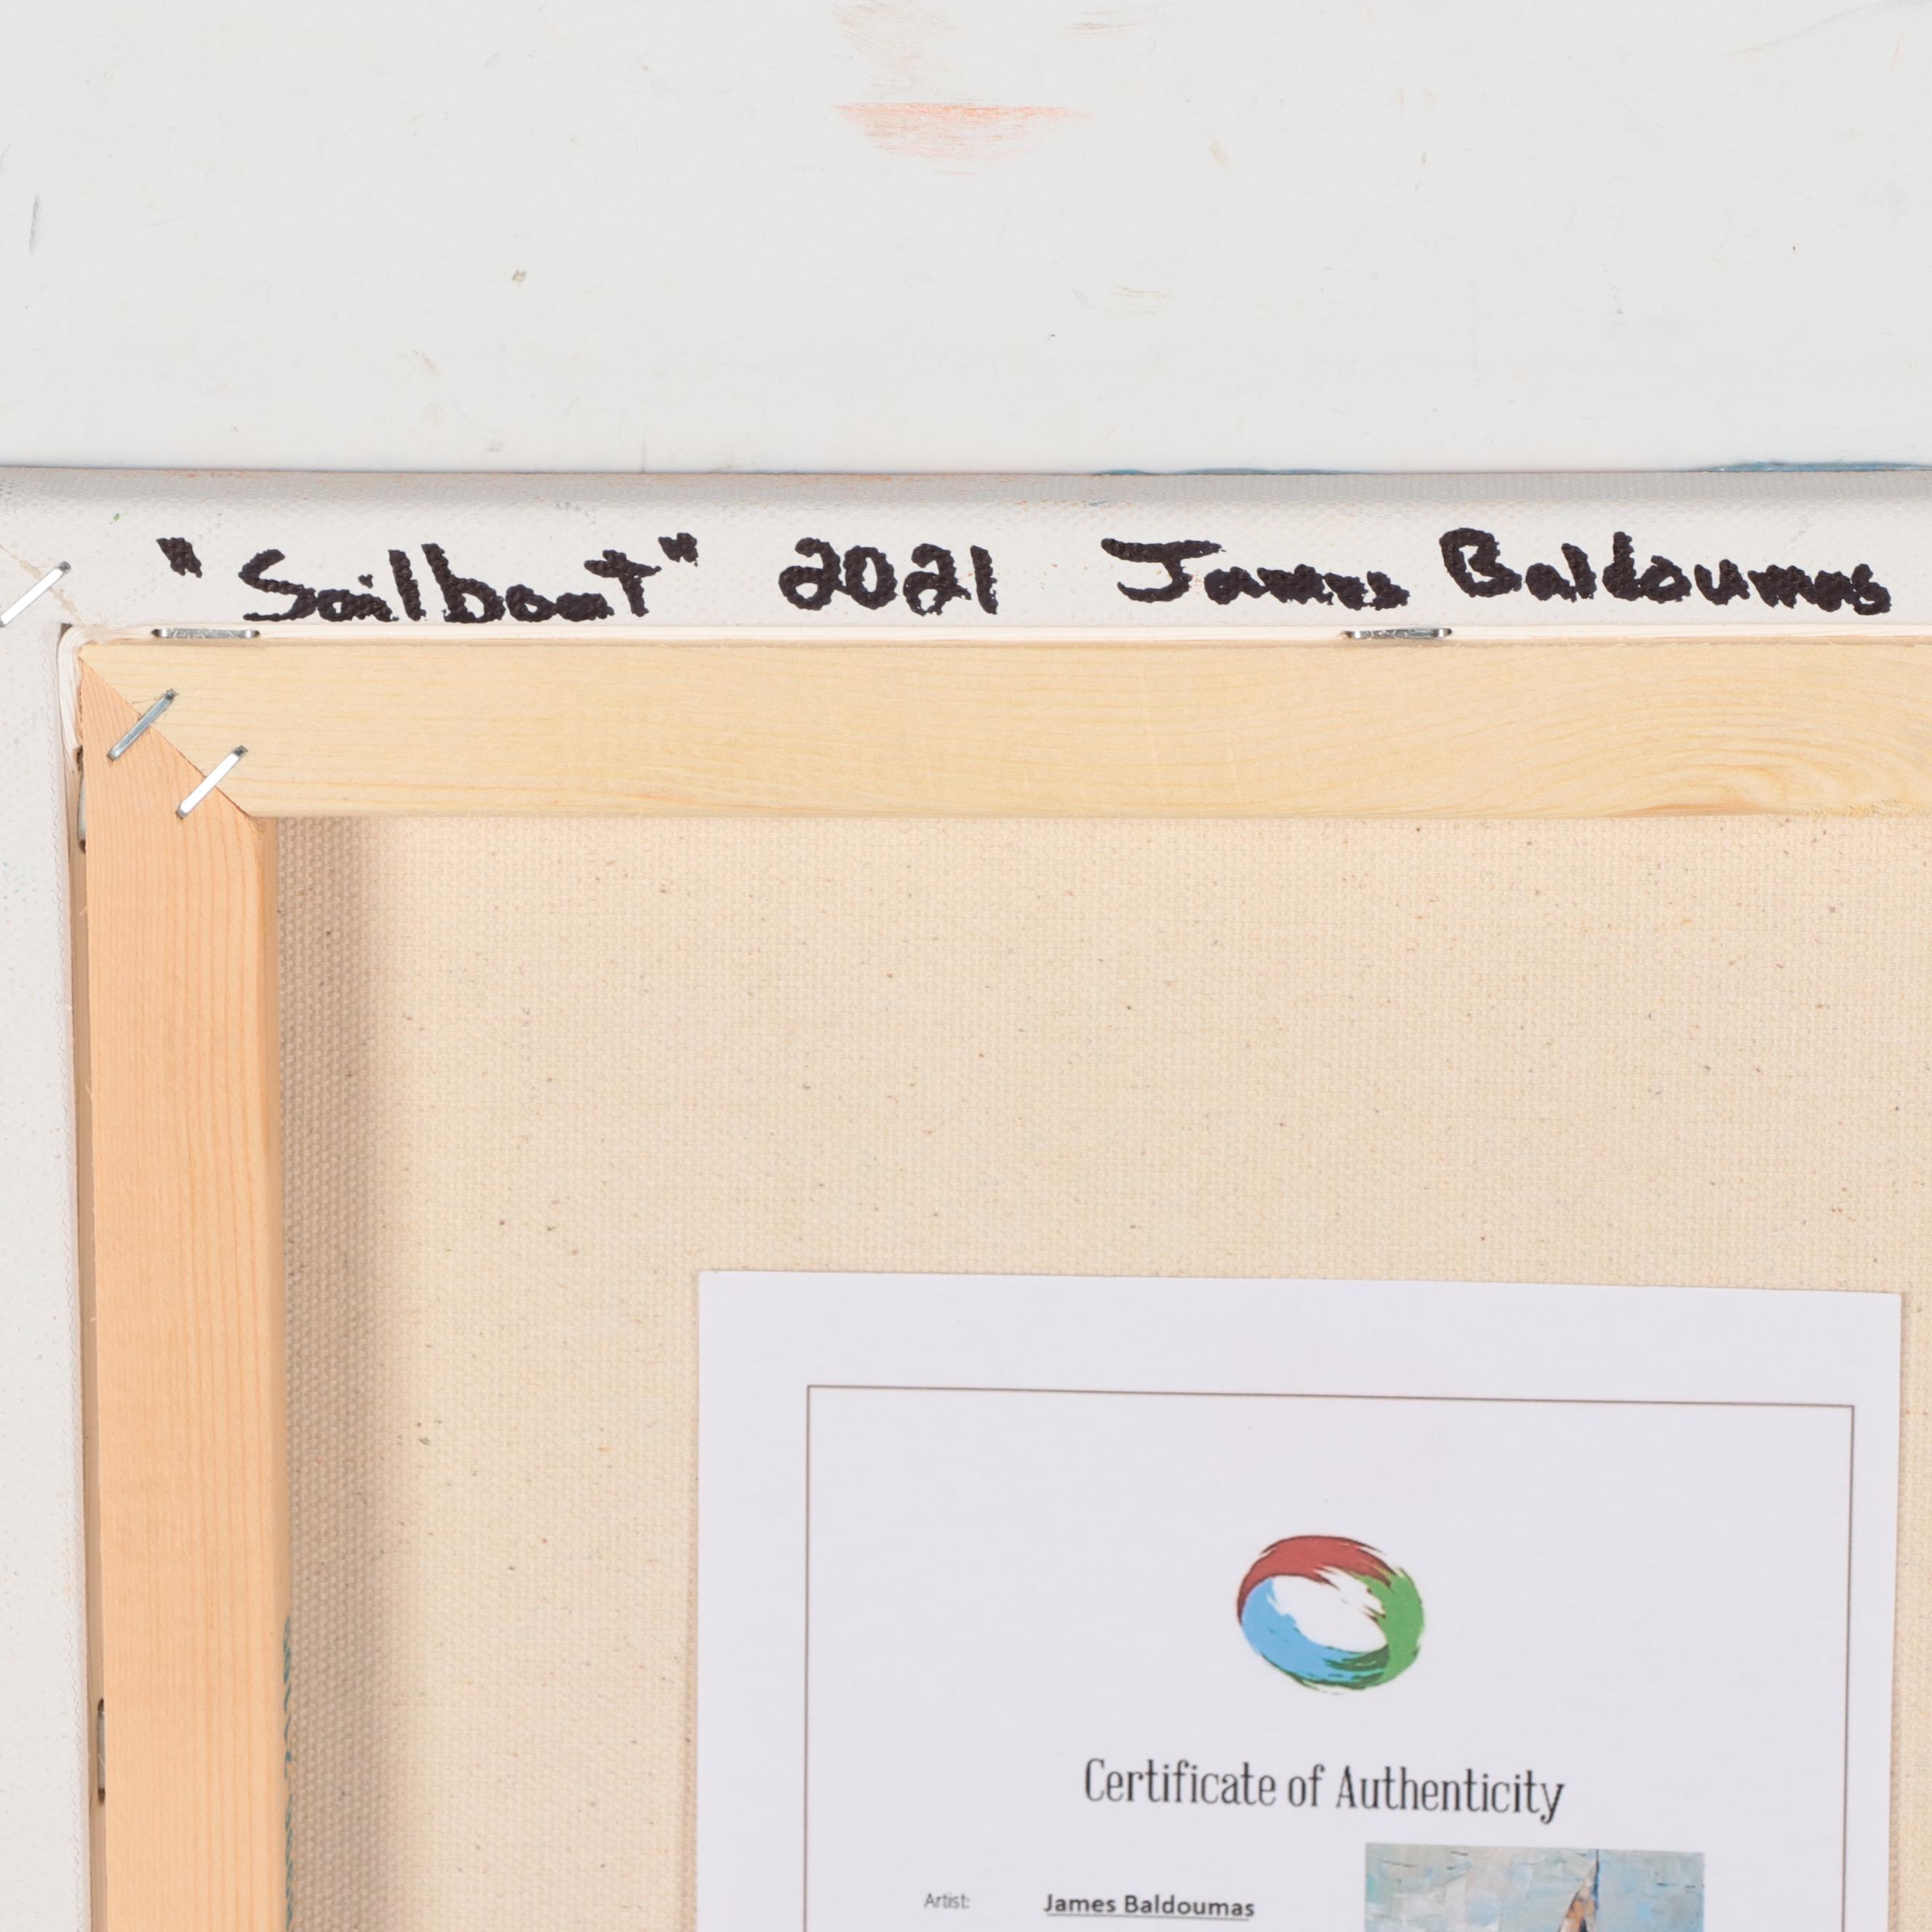 "Sailboat" 2021 James Baldoumas
Certificate of Authenticity
Artist: James Baldoumas